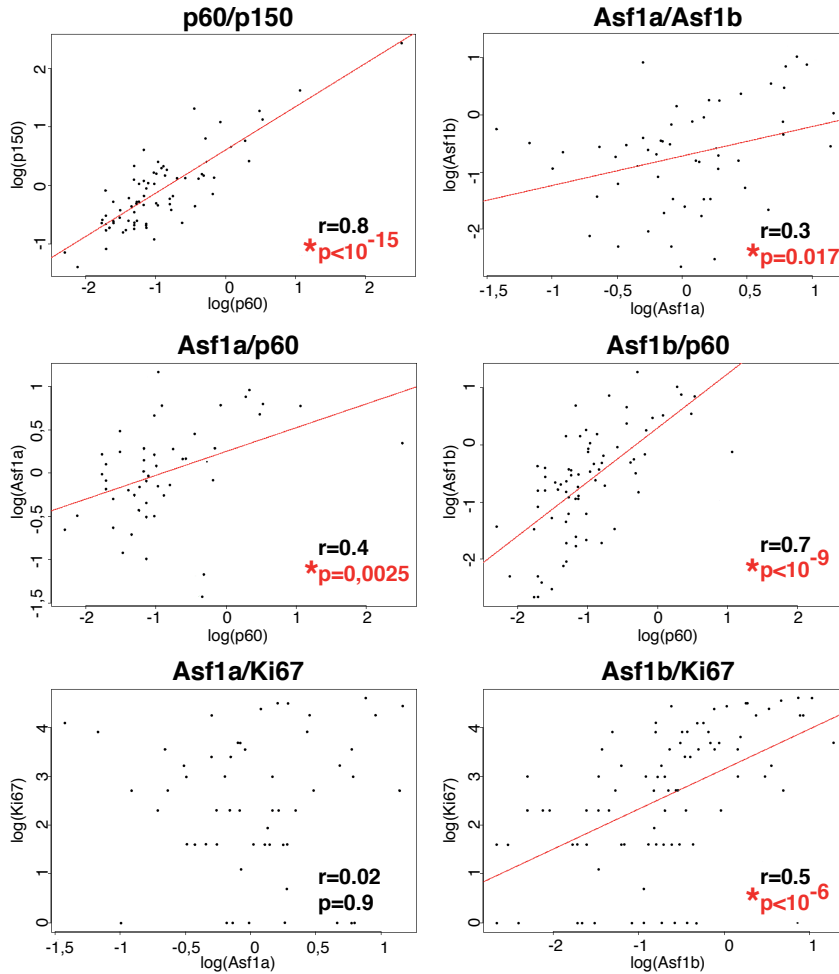 p60/p150
2
1
0
-1
log(p150)
r=0.8
*p<10-15
-2
-1
0
1
2
log(p60)
Asf1a/Asf1b
1
0
-1
-2
log(Asf1b)
r=0.3
*p=0.017
-1,5
-1
-0,5
0
0,5
1
log(Asf1a)
Asf1a/p60
1
0,5
0
-0,5
-1
-1,5
log(Asf1a)
r=0.4
*p=0,0025
-2
-1
0
1
2
log(p60)
Asf1b/p60
1
0
-1
-2
log(Asf1b)
r=0.7
*p<10-9
-2
-1
0
1
2
log(p60)
Asf1a/Ki67
4
3
2
1
0
log(Ki67)
r=0.02
p=0.9
-1,5
-1
-0,5
0
0,5
1
log(Asf1a)
Asf1b/Ki67
4
3
2
1
0
log(Ki67)
r=0.5
*p<10-6
-2
-1
0
1
log(Asf1b)